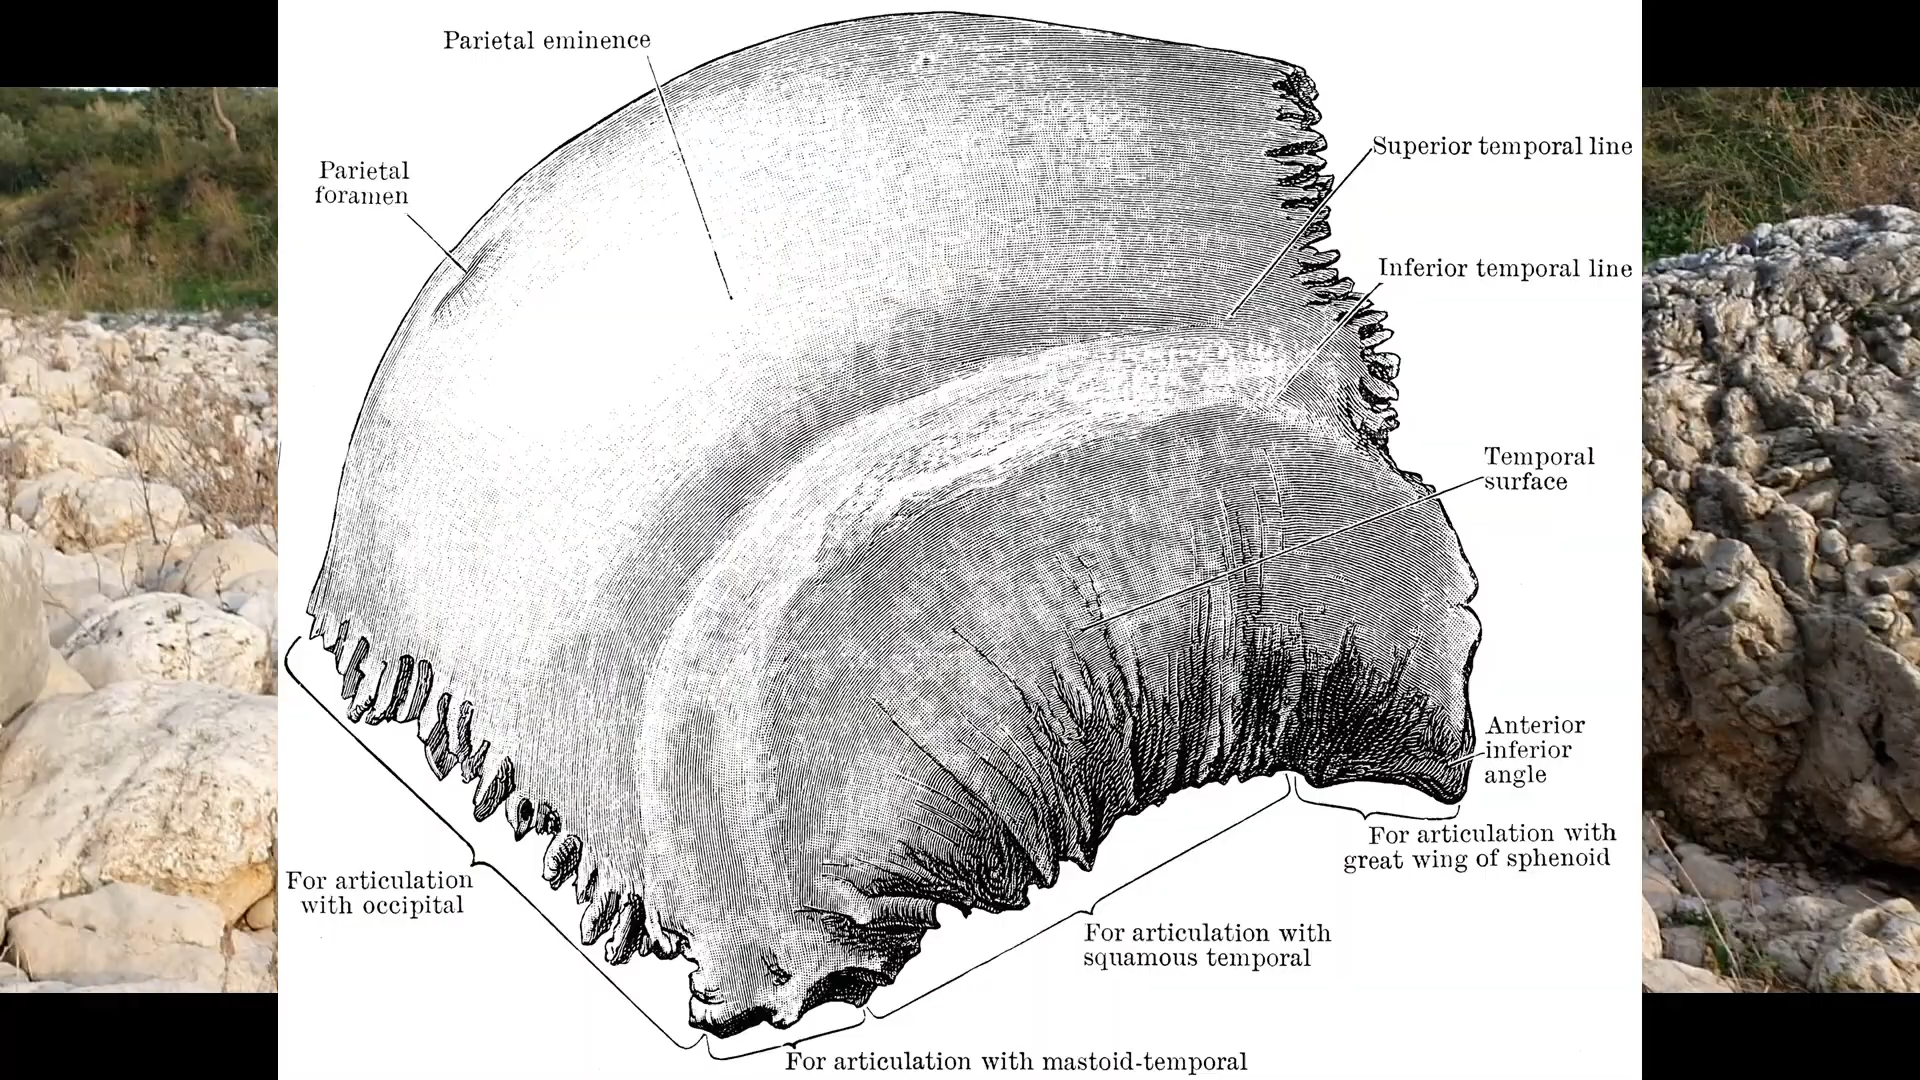 Parietal eminence
Parietal
foramen
Superior temporal line
Inferior temporal line
Temporal
surface
Anterior
inferior
angle
For articulation with
great wing of sphenoid
For articulation
with occipital
For articulation with
squamous temporal
For articulation with mastoid-temporal